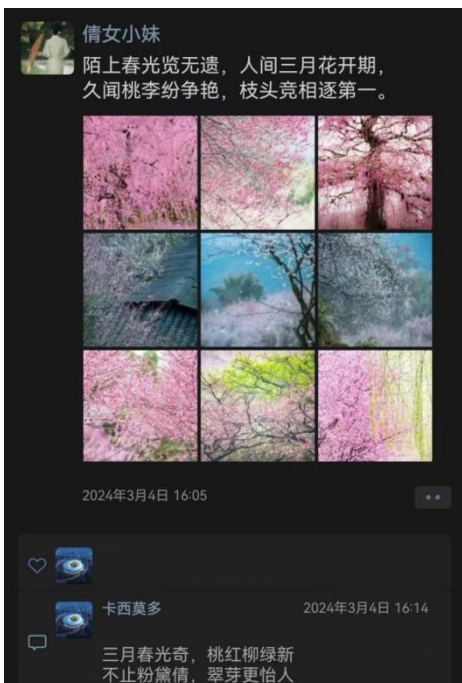 倩女小妹
陌上春光览无遗，人间三月花开期，
久闻桃李纷争艳，枝头竞相逐第一。
2024年3月4日 16:05
卡西莫多
2024年3月4日 16:14
三月春光奇，桃红柳绿新
不止粉黛倩，翠芽更怡人